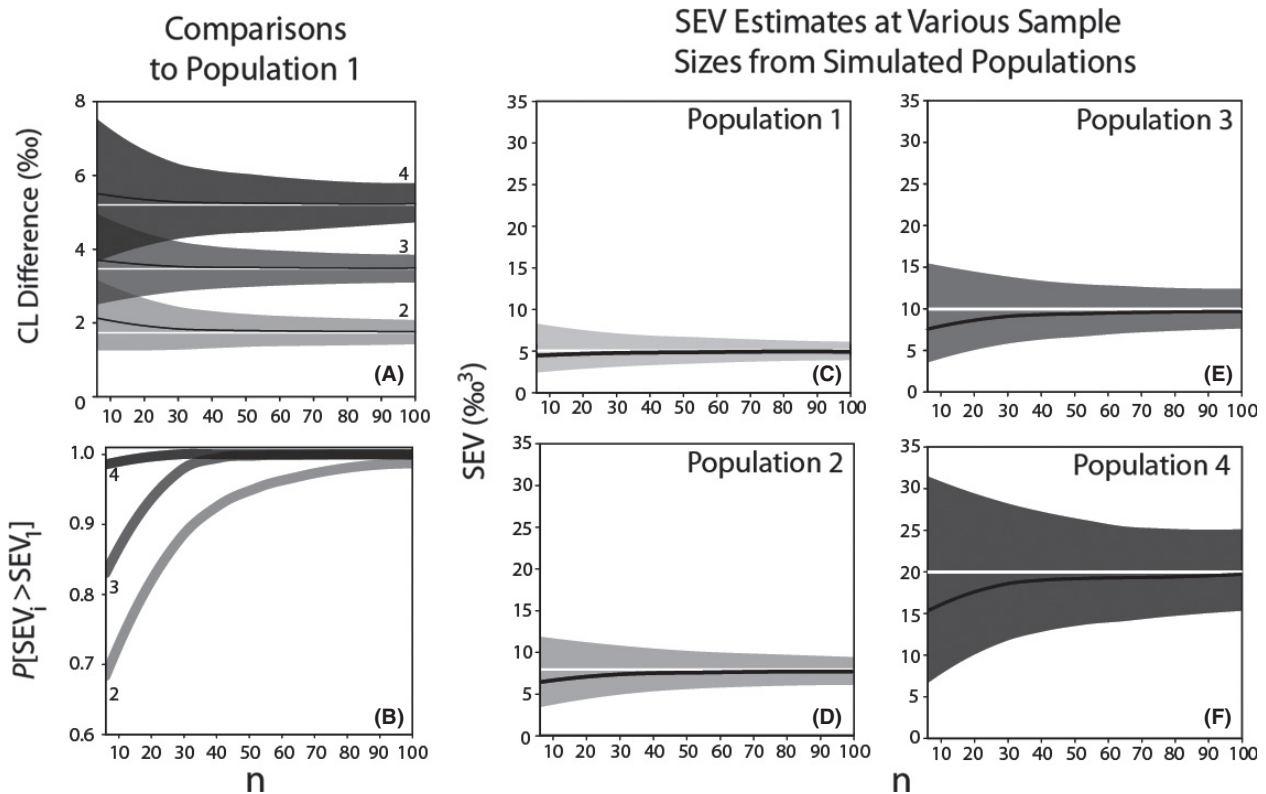 Comparisons
to Population 1
SEV Estimates at Various Sample
Sizes from Simulated Populations
CL Difference (‰)
8
6
4
2
0
4
3
2
(A)
10 20 30 40 50 60 70 80 90 100
P[SEVi>SEV1]
1.0
0.9
0.8
0.7
0.6
4
3
2
(B)
10 20 30 40 50 60 70 80 90 100
n
SEV (‰3)
35
30
25
20
15
10
5
0
Population 1
(C)
10 20 30 40 50 60 70 80 90 100
35
30
25
20
15
10
5
0
Population 3
(E)
10 20 30 40 50 60 70 80 90 100
35
30
25
20
15
10
5
0
Population 2
(D)
10 20 30 40 50 60 70 80 90 100
35
30
25
20
15
10
5
0
Population 4
(F)
10 20 30 40 50 60 70 80 90 100
n